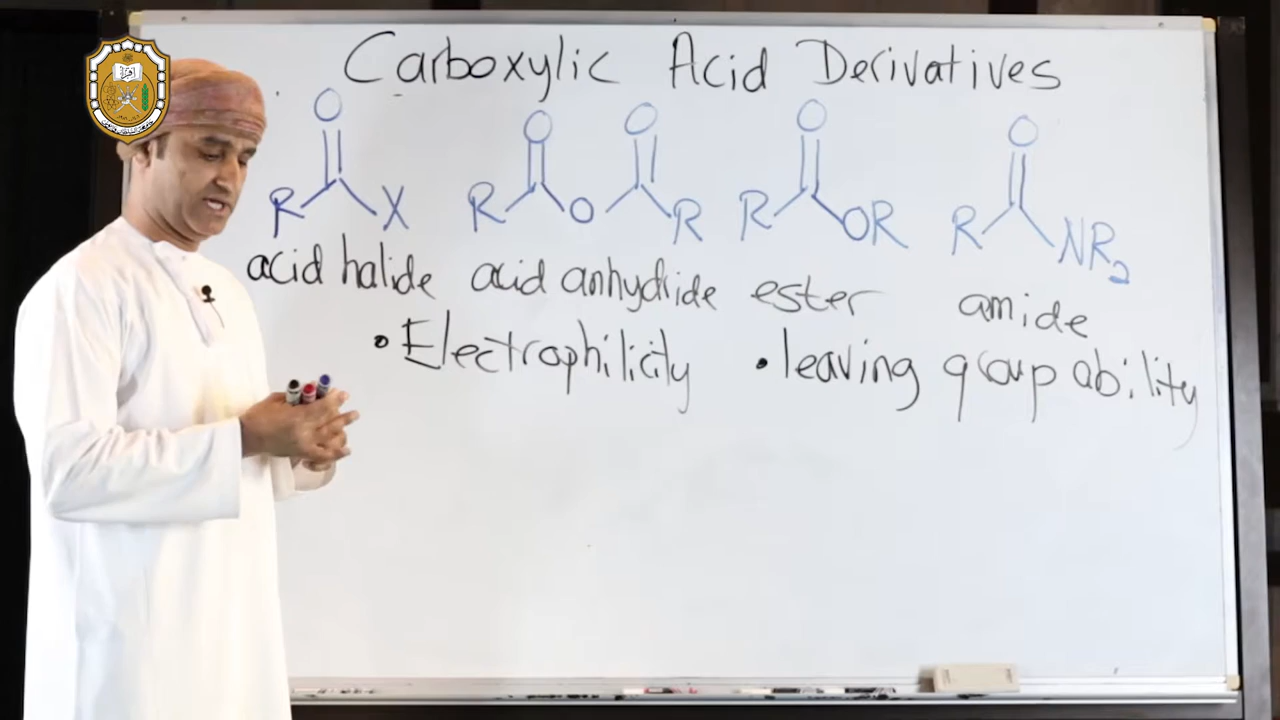 Carboxylic Acid Derivatives
O O O O O
R X R O R R OR R NR2
acid halide acid anhydride ester amide
• Electrophilicity • leaving group ability